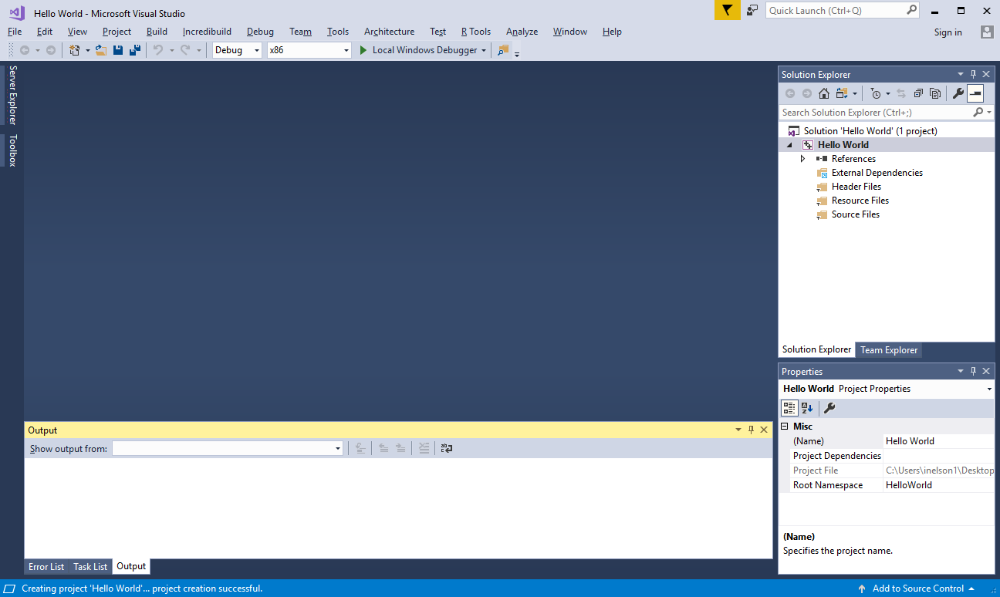 Hello World - Microsoft Visual Studio
Quick Launch (Ctrl+Q)
File Edit View Project Build Incredibuild Debug Team Tools Architecture Test R Tools Analyze Window Help
Sign in
Debug x86 Local Windows Debugger
Server Explorer
Toolbox
Solution Explorer
Search Solution Explorer (Ctrl+;)
Solution 'Hello World' (1 project)
Hello World
References
External Dependencies
Header Files
Resource Files
Source Files
Solution Explorer Team Explorer
Properties
Hello World Project Properties
Misc
(Name) Hello World
Project Dependencies
Project File C:\Users\inelson1\Desktop
Root Namespace HelloWorld
(Name)
Specifies the project name.
Output
Show output from:
Error List Task List Output
Creating project 'Hello World'... project creation successful.
Add to Source Control